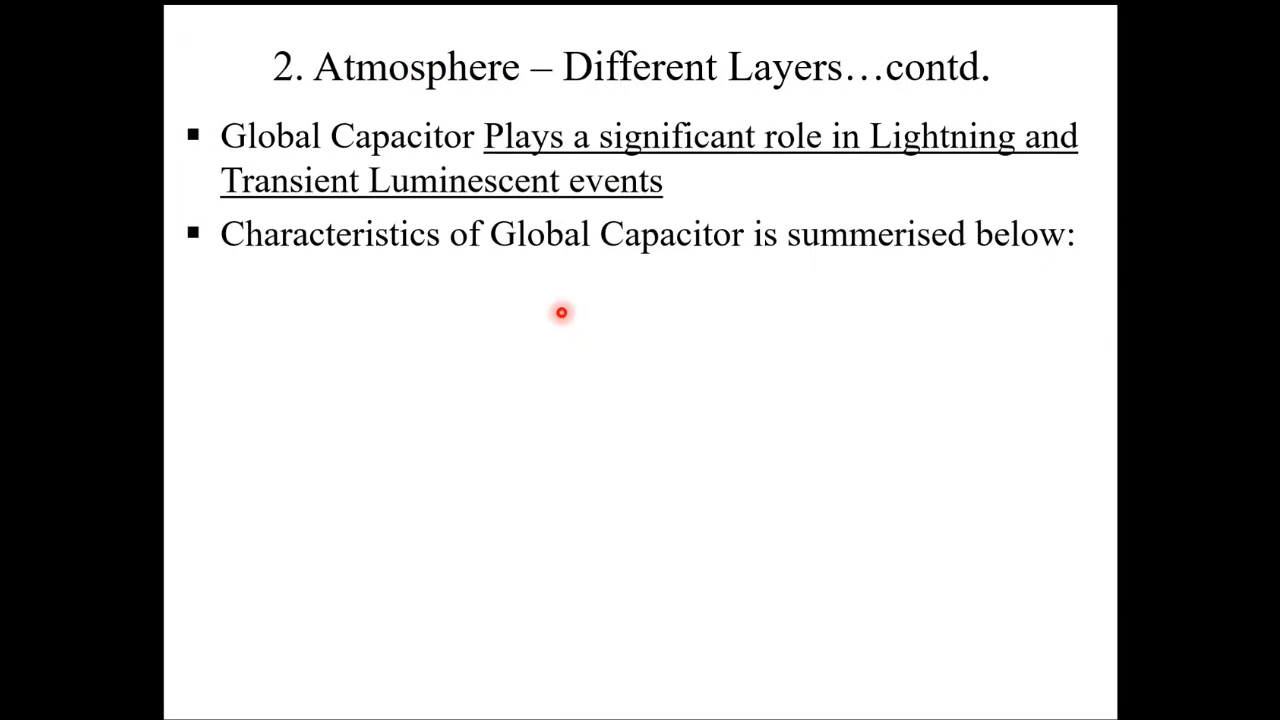 2. Atmosphere – Different Layers…contd.
▪ Global Capacitor Plays a significant role in Lightning and
Transient Luminescent events
▪ Characteristics of Global Capacitor is summerised below: